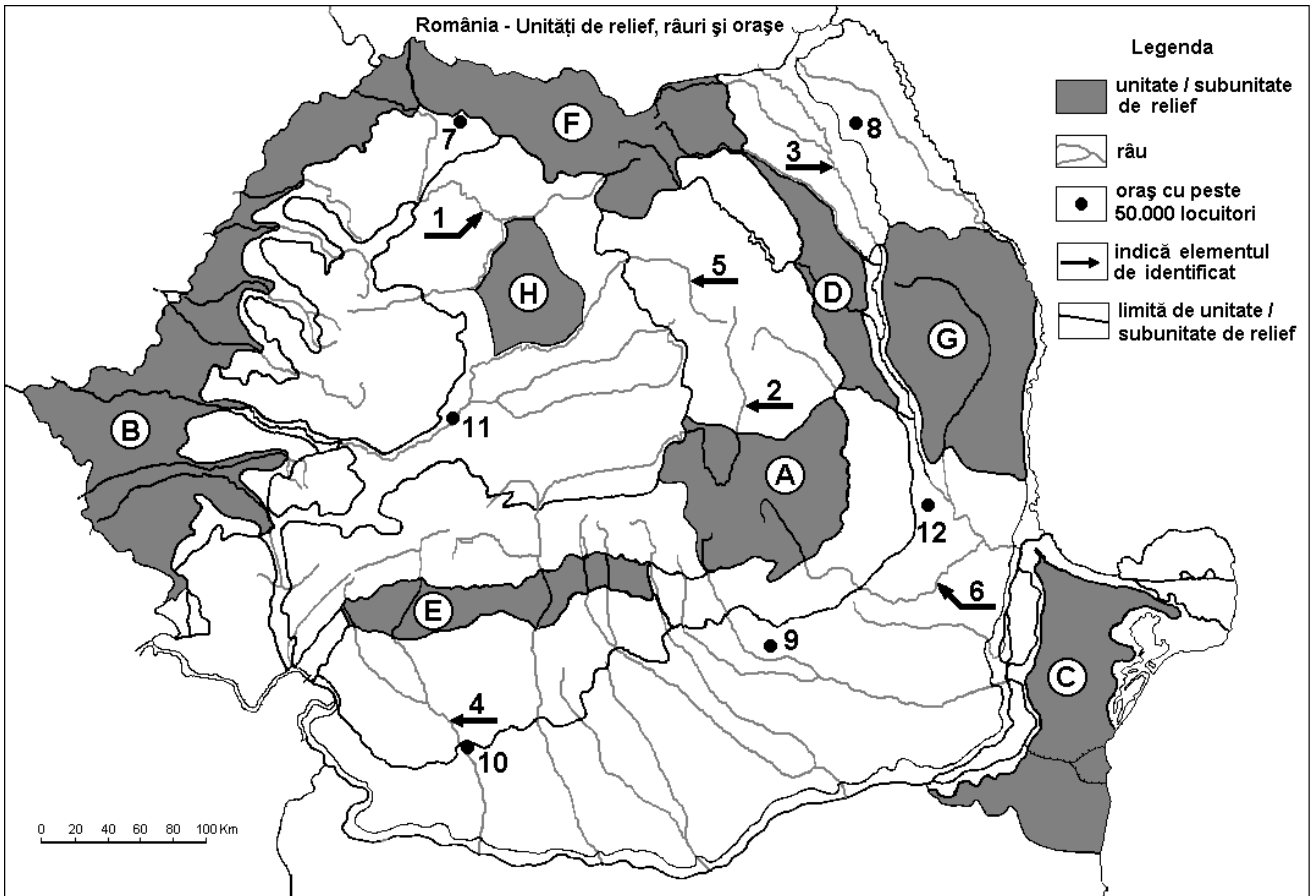 România - Unități de relief, râuri și orașe
Legenda
unitate / subunitate
de relief
râu
oraș cu peste
50.000 locuitori
indică elementul
de identificat
limită de unitate /
subunitate de relief
F
7
8
3
1
5
H
D
G
2
B
11
A
12
E
6
9
C
4
10
0 20 40 60 80 100 Km